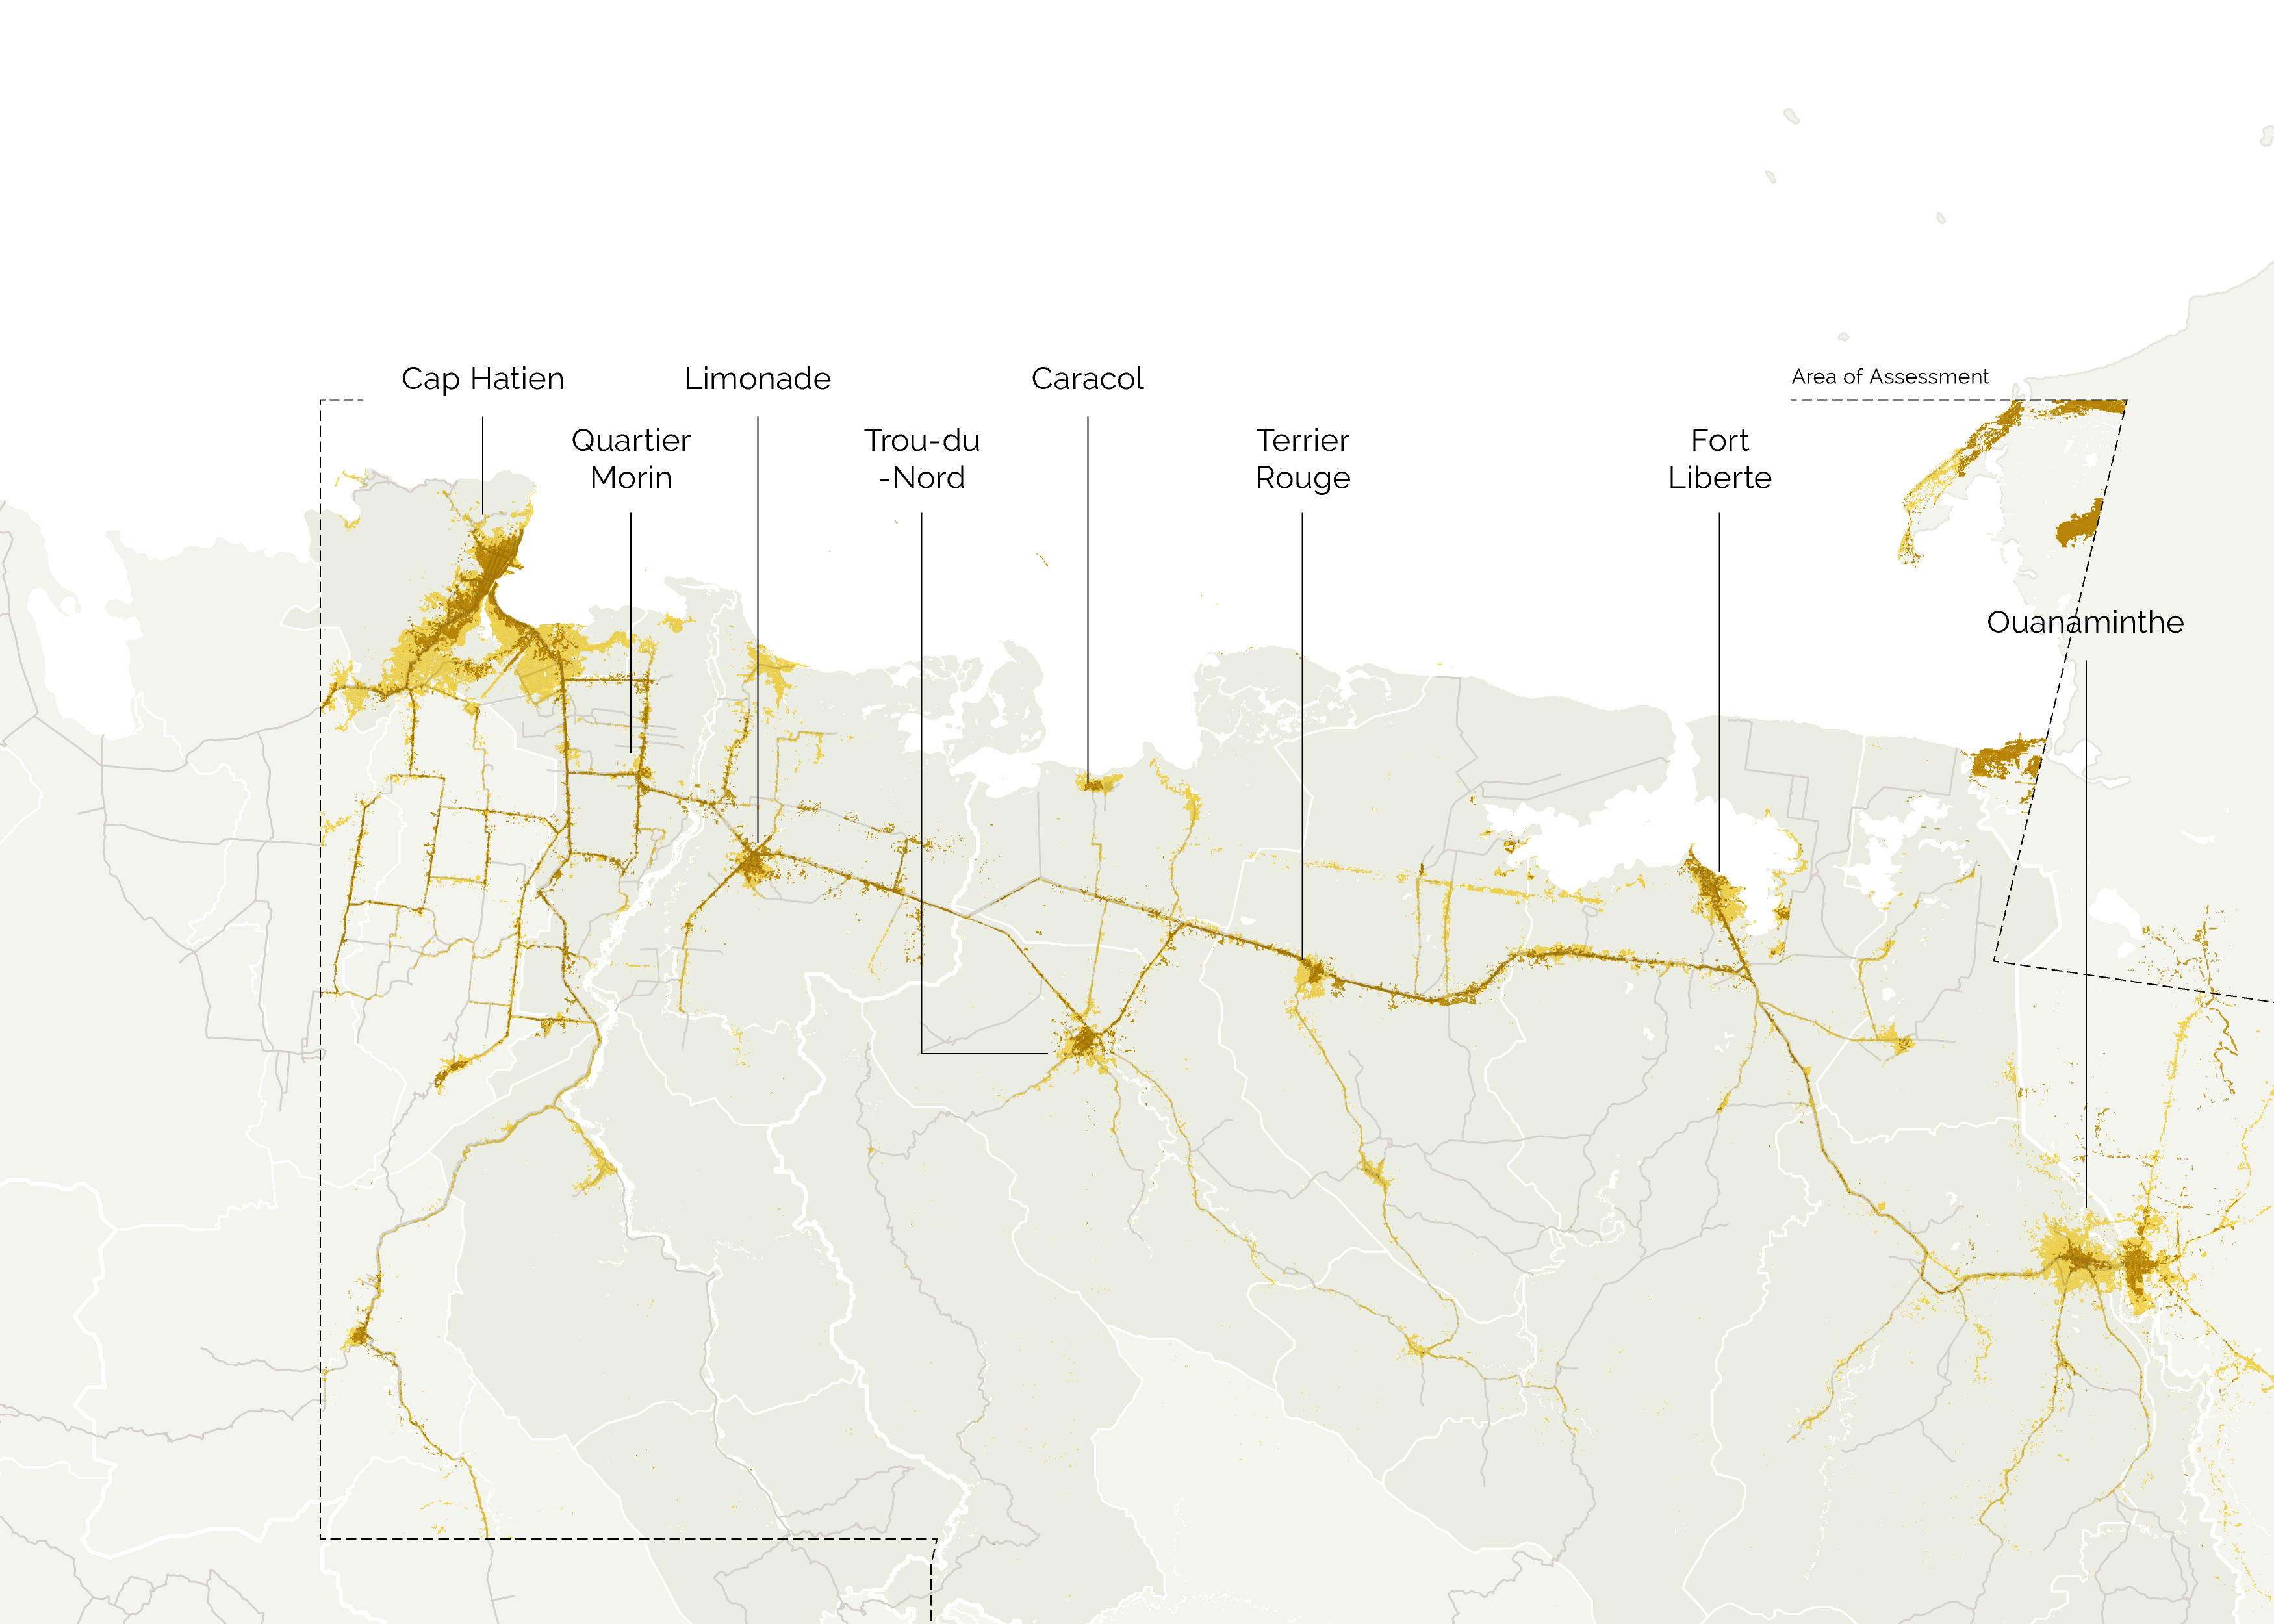 Cap Hatien
Limonade
Caracol
Area of Assessment
Quartier
Morin
Trou-du
-Nord
Terrier
Rouge
Fort
Liberte
Ouanaminthe